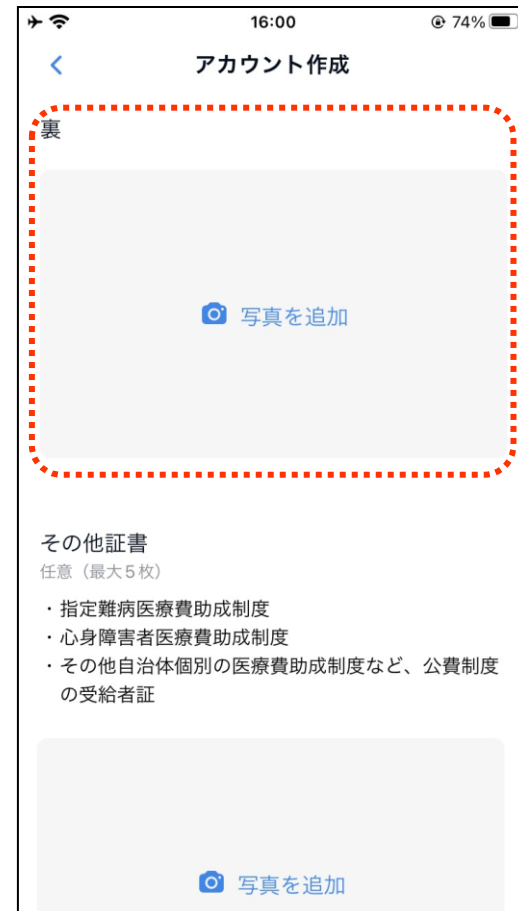 16:00
74%
アカウント作成
裏
写真を追加
その他証書
任意（最大5枚）
・指定難病医療費助成制度
・心身障害者医療費助成制度
・その他自治体個別の医療費助成制度など、公費制度
の受給者証
写真を追加